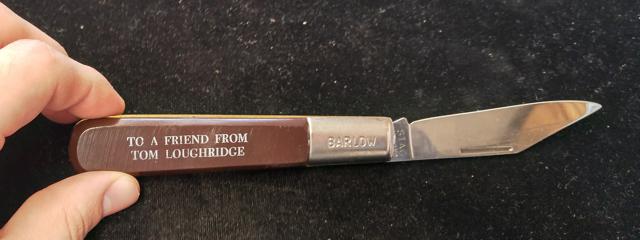 TO A FRIEND FROM
TOM LOUGHRIDGE
BARLOW